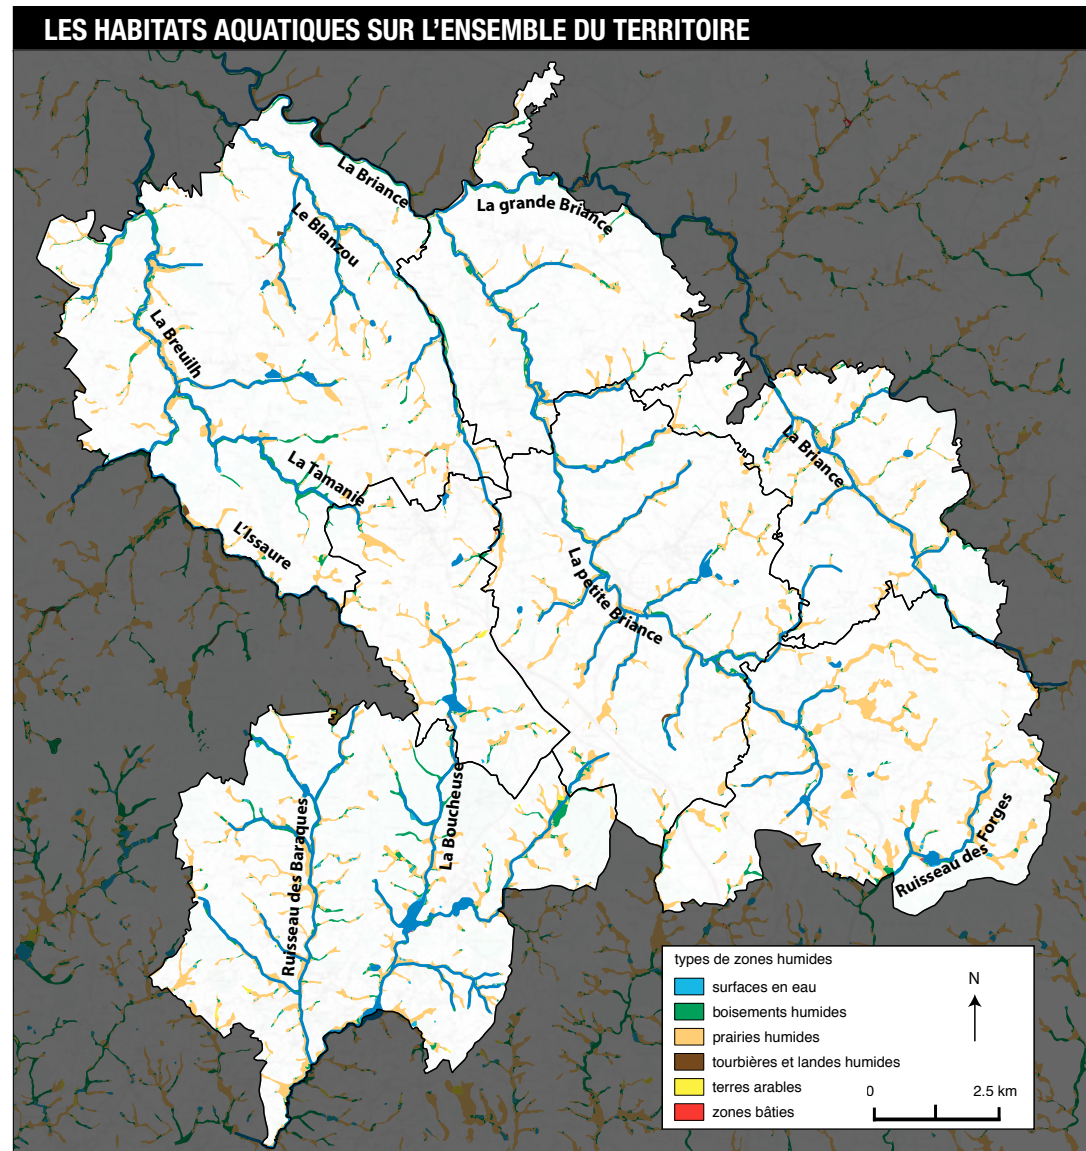 LES HABITATS AQUATIQUES SUR L'ENSEMBLE DU TERRITOIRE
La Briance
La grande Briance
Le Blanzou
La Breuilh
La Briance
La Tamanie
L'Issaure
La petite Briance
La Boucheuse
Ruisseau des Baraques
Ruisseau des Forges
types de zones humides
surfaces en eau
boisements humides
prairies humides
tourbières et landes humides
terres arables
zones bâties
N
0 2.5 km